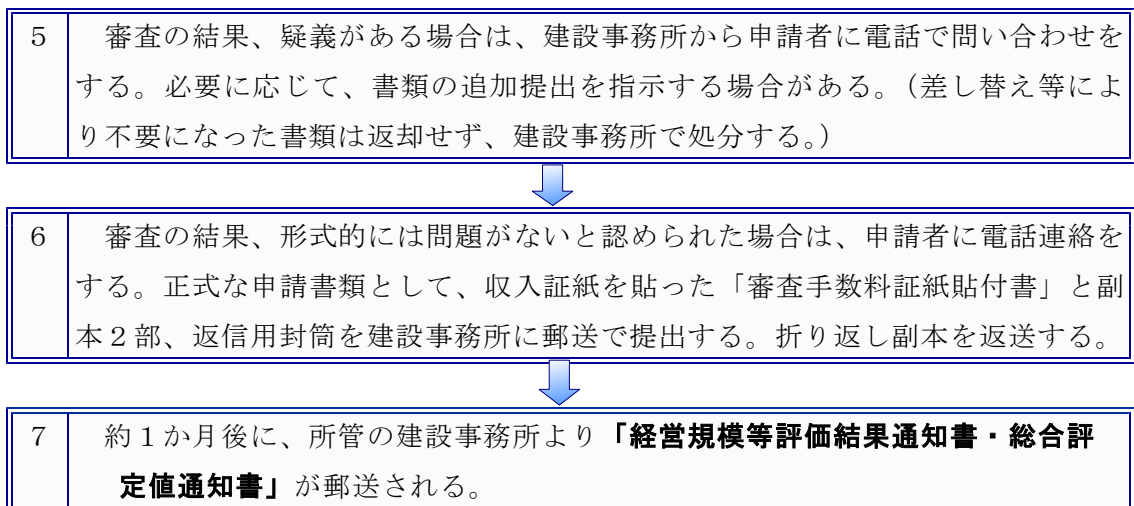 5 審査の結果、疑義がある場合は、建設事務所から申請者に電話で問い合わせを
する。必要に応じて、書類の追加提出を指示する場合がある。（差し替え等によ
り不要になった書類は返却せず、建設事務所で処分する。）
6 審査の結果、形式的には問題がないと認められた場合は、申請者に電話連絡を
する。正式な申請書類として、収入証紙を貼った「審査手数料証紙貼付書」と副
本２部、返信用封筒を建設事務所に郵送で提出する。折り返し副本を返送する。
7 約１か月後に、所管の建設事務所より「経営規模等評価結果通知書・総合評
定値通知書」が郵送される。